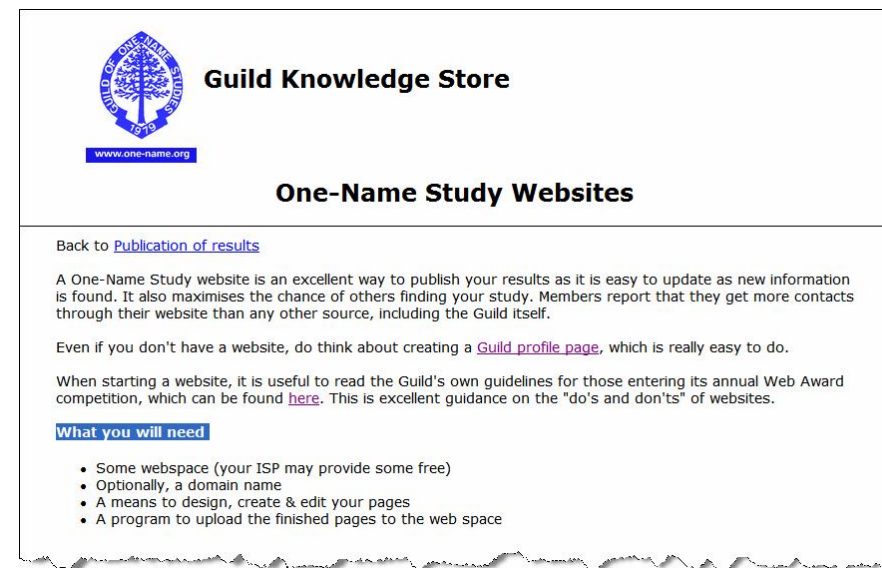 GUILD OF ONE-NAME STUDIES
1979
www.one-name.org
Guild Knowledge Store
One-Name Study Websites
Back to Publication of results
A One-Name Study website is an excellent way to publish your results as it is easy to update as new information
is found. It also maximises the chance of others finding your study. Members report that they get more contacts
through their website than any other source, including the Guild itself.
Even if you don't have a website, do think about creating a Guild profile page, which is really easy to do.
When starting a website, it is useful to read the Guild's own guidelines for those entering its annual Web Award
competition, which can be found here. This is excellent guidance on the "do's and don'ts" of websites.
What you will need
• Some webspace (your ISP may provide some free)
• Optionally, a domain name
• A means to design, create & edit your pages
• A program to upload the finished pages to the web space